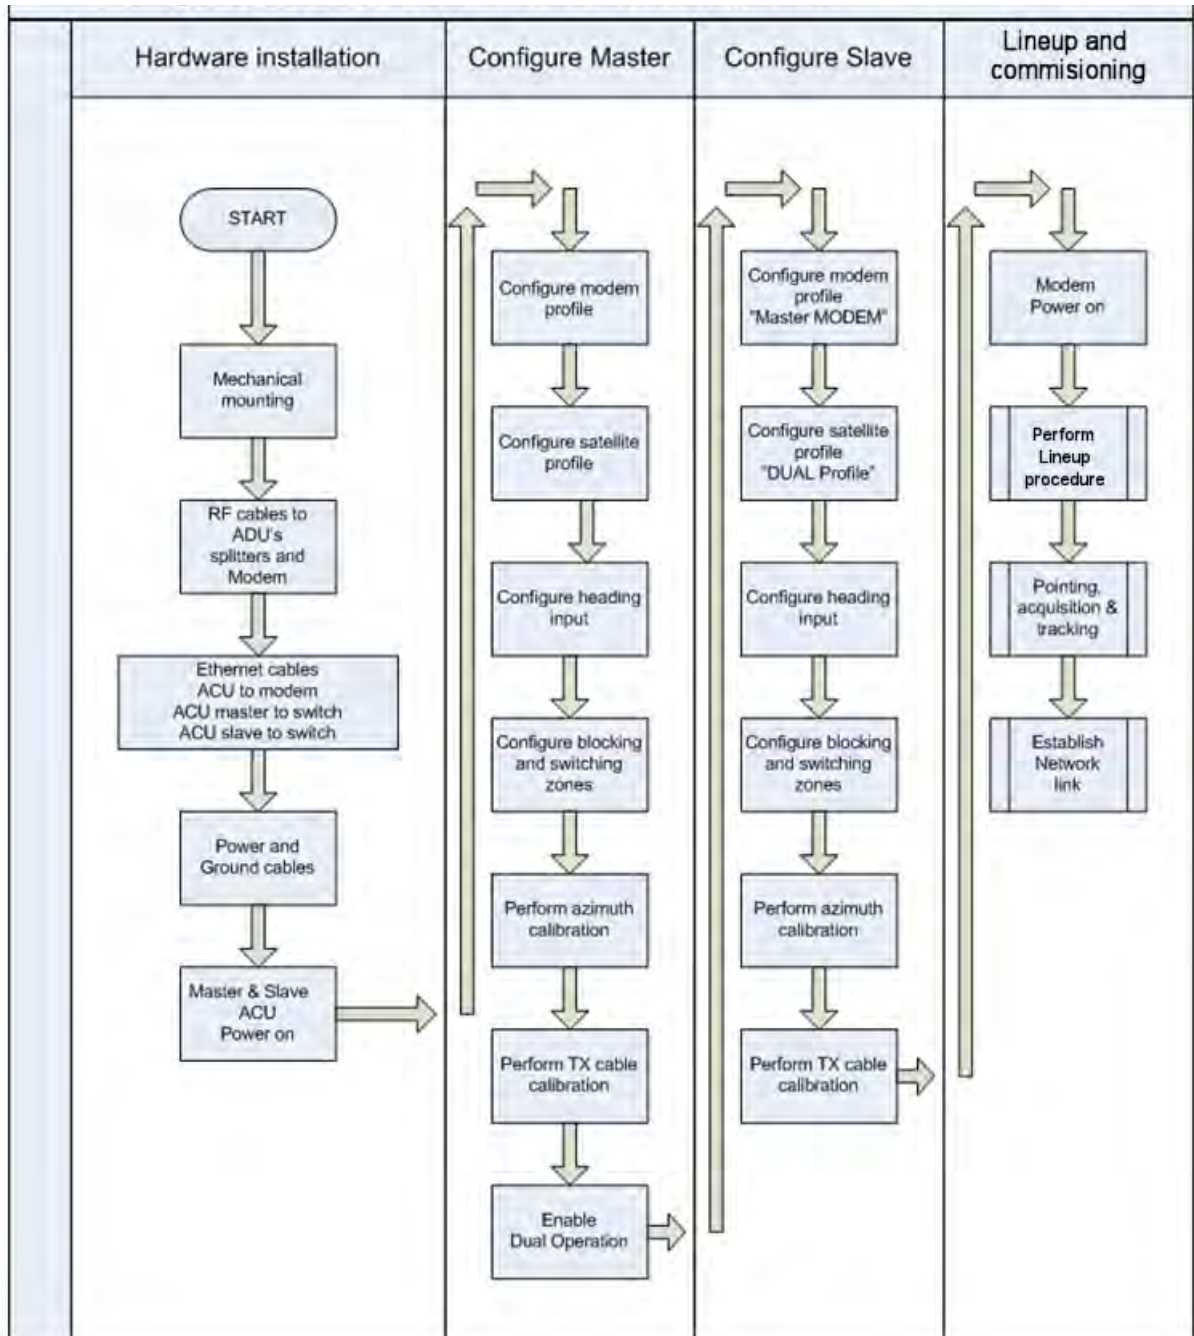 Hardware installation
Configure Master
Configure Slave
Lineup and
commisioning
START
Mechanical
mounting
RF cables to
ADU's
splitters and
Modem
Ethernet cables
ACU to modem
ACU master to switch
ACU slave to switch
Power and
Ground cables
Master & Slave
ACU
Power on
Configure modem
profile
Configure satellite
profile
Configure heading
input
Configure blocking
and switching
zones
Perform azimuth
calibration
Perform TX cable
calibration
Enable
Dual Operation
Configure modem
profile
"Master MODEM"
Configure satellite
profile
"DUAL Profile"
Configure heading
input
Configure blocking
and switching
zones
Perform azimuth
calibration
Perform TX cable
calibration
Modem
Power on
Perform
Lineup
procedure
Pointing,
acquisition &
tracking
Establish
Network
link